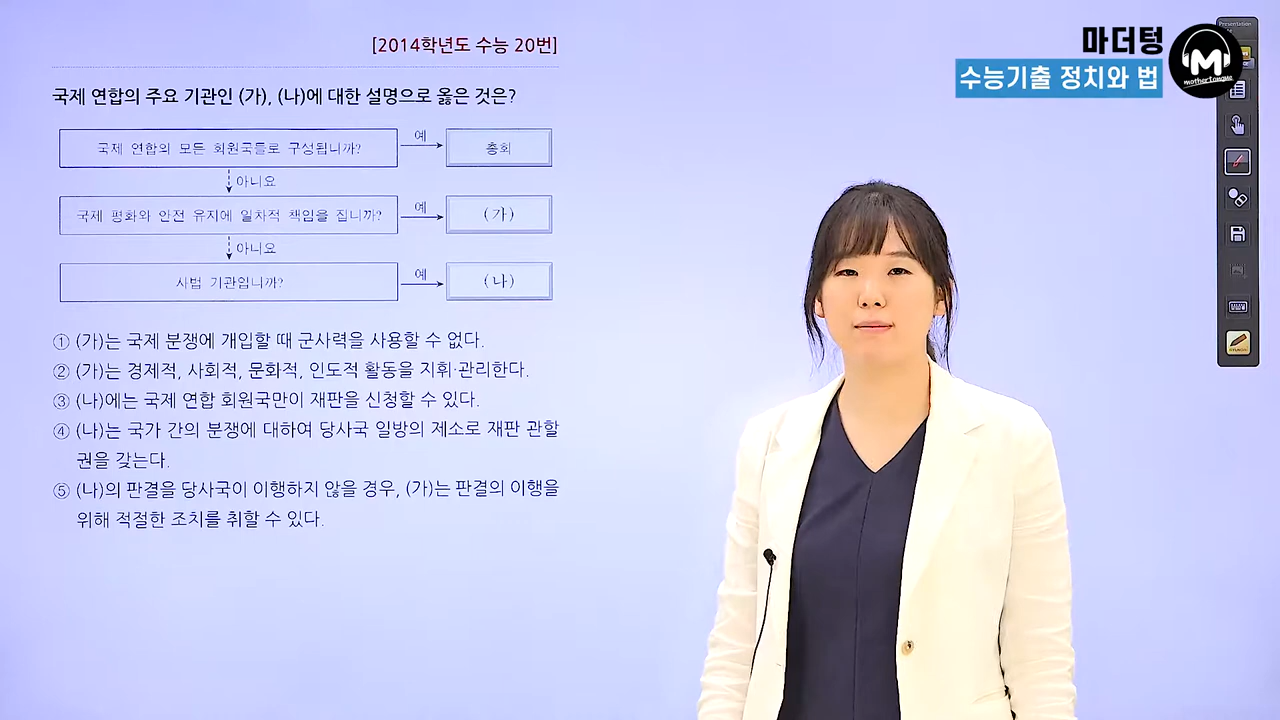 [2014학년도 수능 20번]
마더텅
수능기출 정치와 법
mothertongue
국제 연합의 주요 기관인 (가), (나)에 대한 설명으로 옳은 것은?
국제 연합의 모든 회원국들로 구성됩니까?
예
총회
아니요
국제 평화와 안전 유지에 일차적 책임을 집니까?
예
(가)
아니요
사법 기관입니까?
예
(나)
① (가)는 국제 분쟁에 개입할 때 군사력을 사용할 수 없다.
② (가)는 경제적, 사회적, 문화적, 인도적 활동을 지휘·관리한다.
③ (나)에는 국제 연합 회원국만이 재판을 신청할 수 있다.
④ (나)는 국가 간의 분쟁에 대하여 당사국 일방의 제소로 재판 관할
권을 갖는다.
⑤ (나)의 판결을 당사국이 이행하지 않을 경우, (가)는 판결의 이행을
위해 적절한 조치를 취할 수 있다.